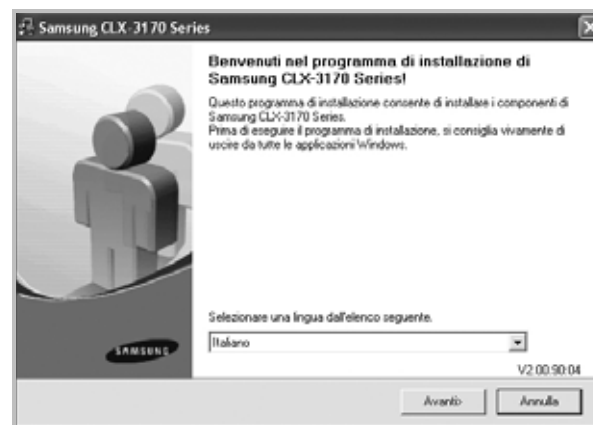 Samsung CLX-3170 Series
Benvenuti nel programma di installazione di
Samsung CLX-3170 Series!
Questo programma di installazione consente di installare i componenti di
Samsung CLX-3170 Series.
Prima di eseguire il programma di installazione, si consiglia vivamente di
uscire da tutte le applicazioni Windows.
Selezionare una lingua dall'elenco seguente.
Italiano
SAMSUNG
V2.00.90:04
Avanti>
Annulla